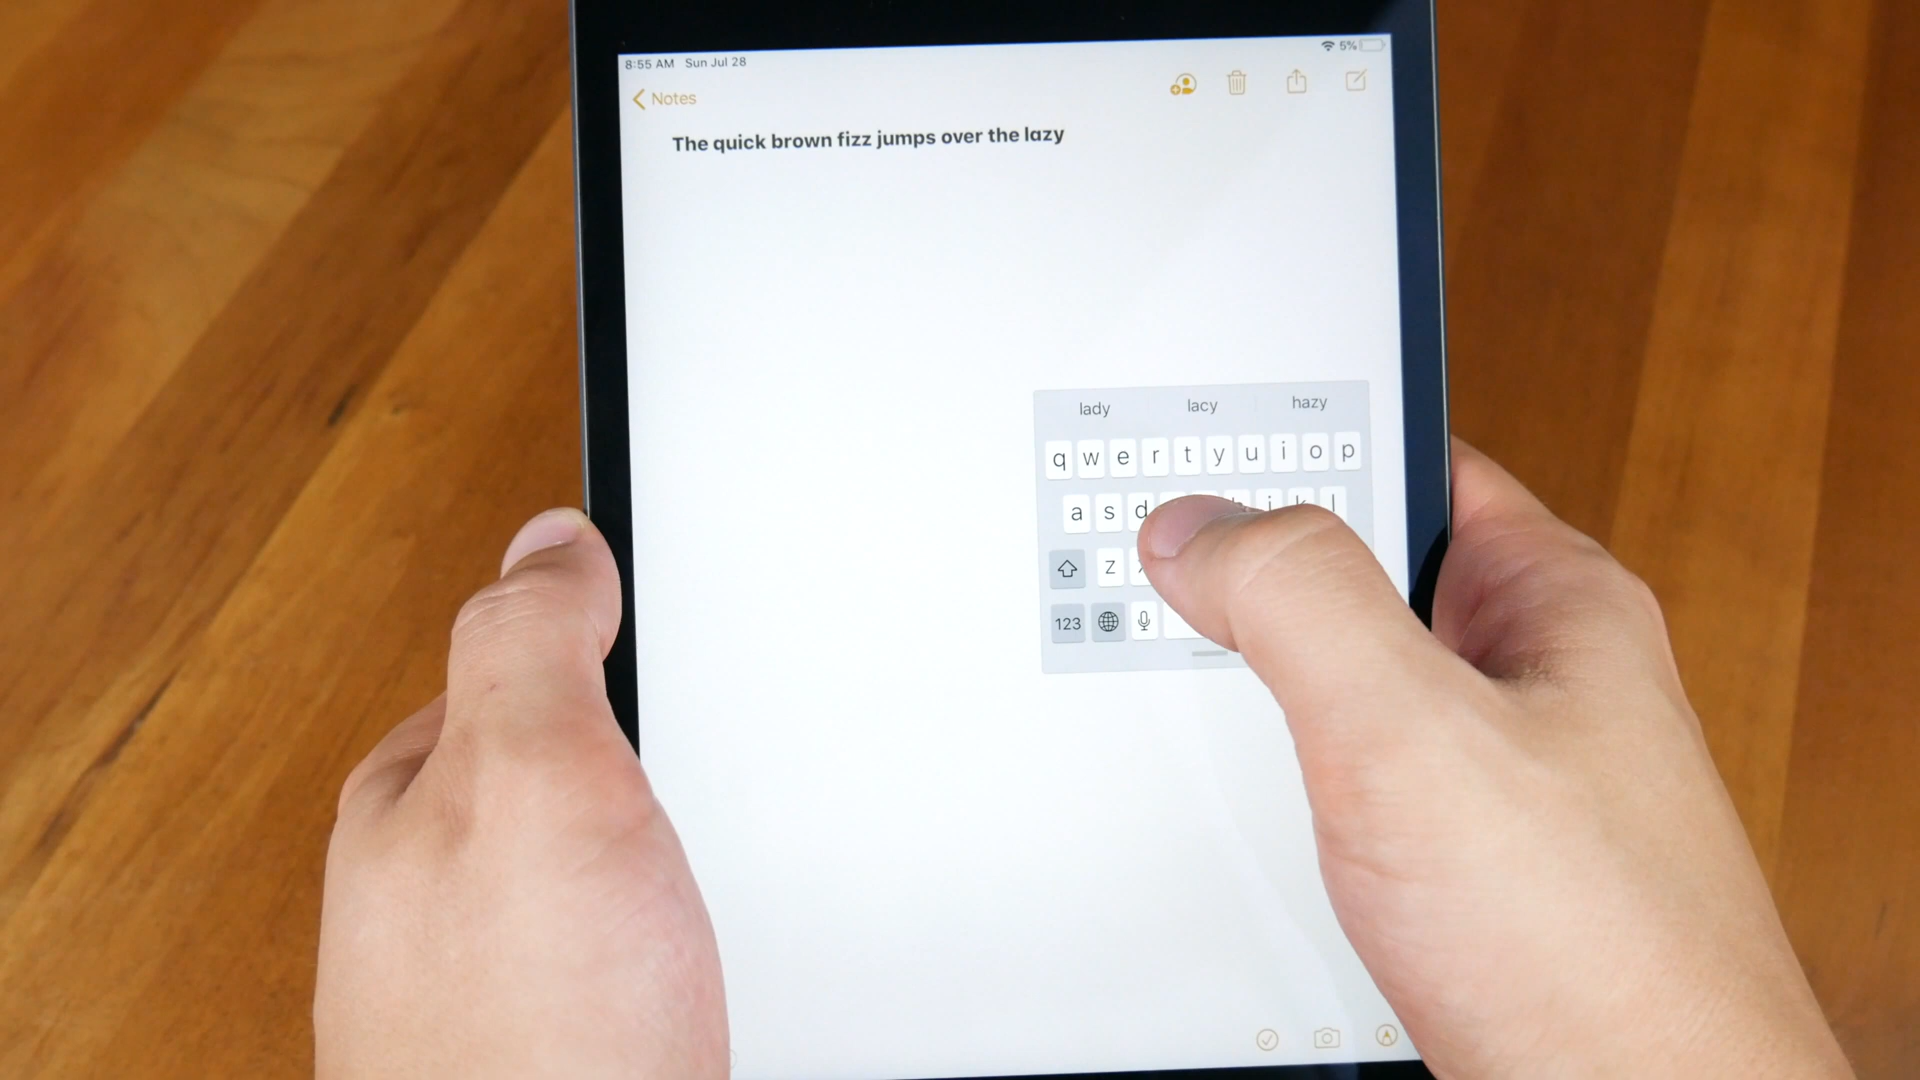 8:55 AM Sun Jul 28 5%
Notes
The quick brown fizz jumps over the lazy
lady lacy hazy
q w e r t y u i o p
a s d j k l
z
123